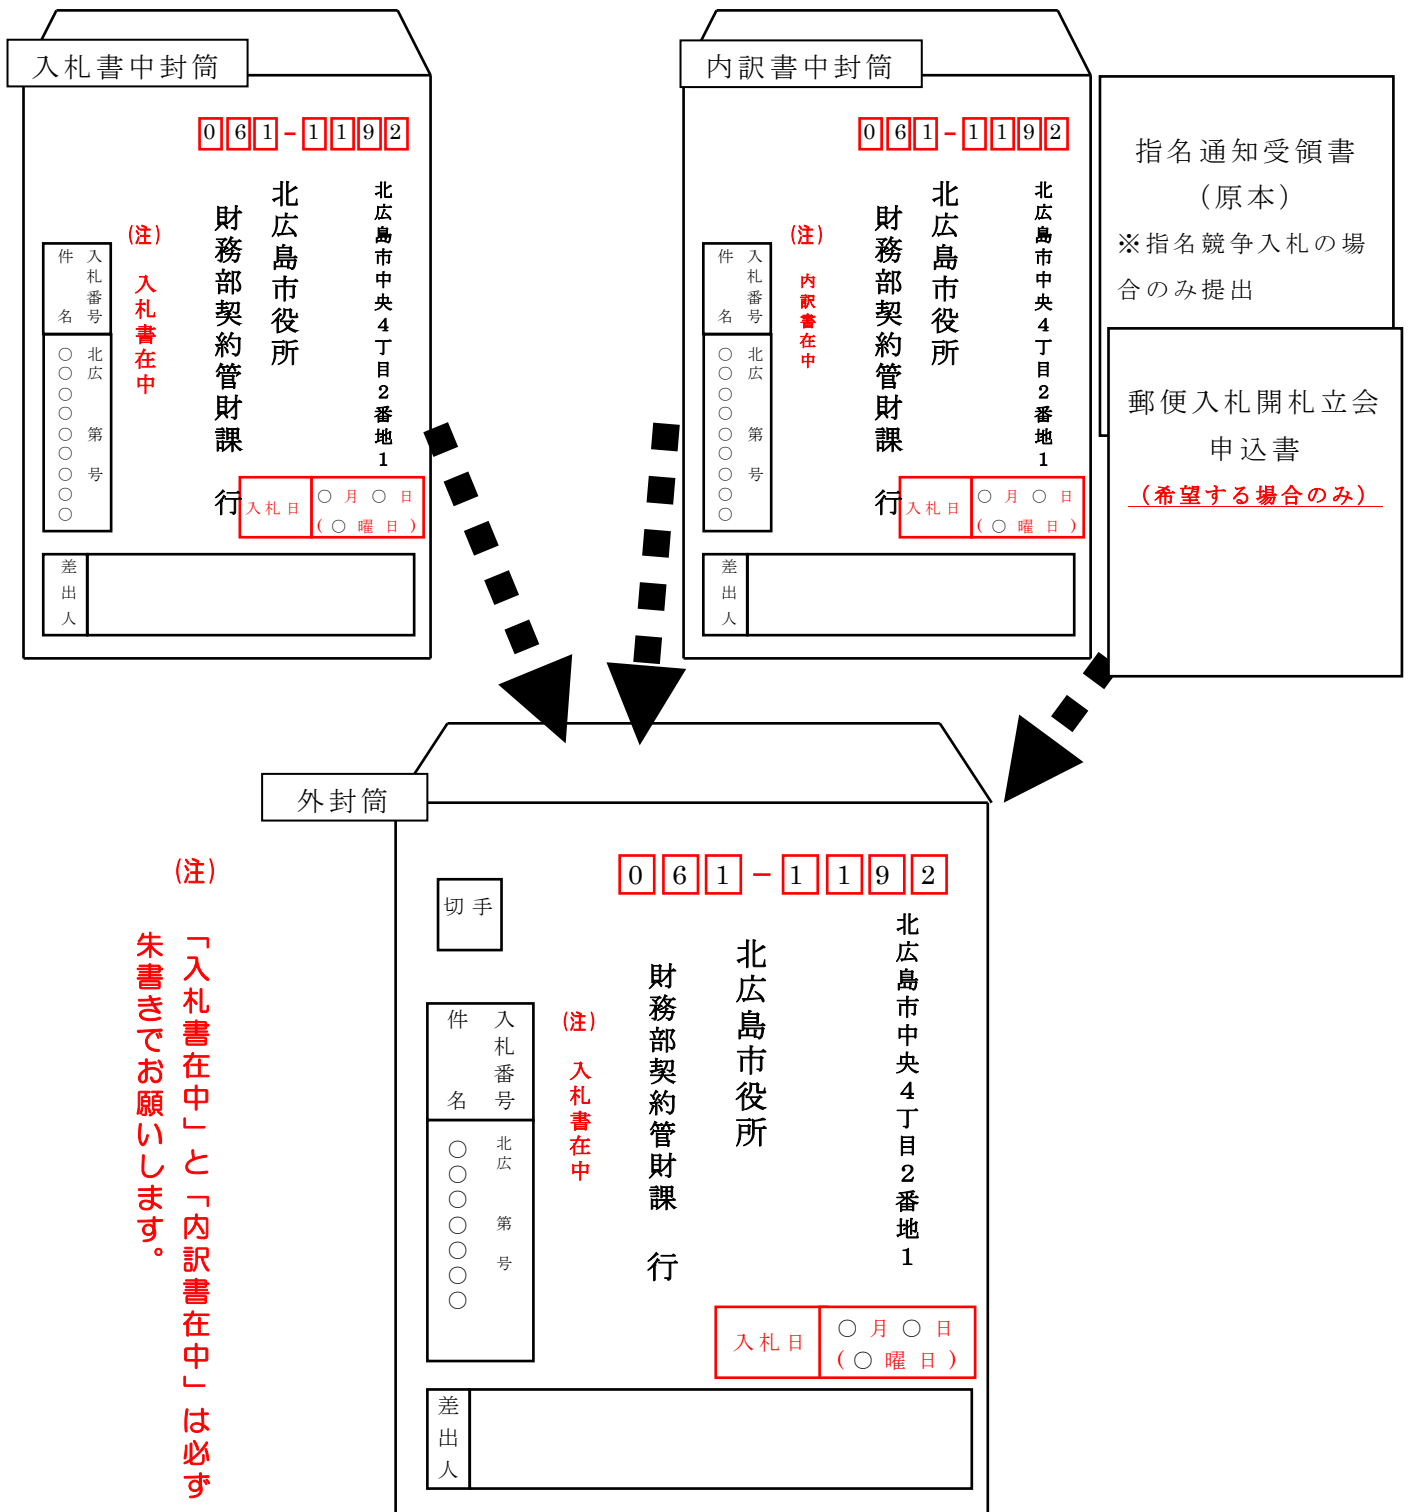 入札書中封筒
061-1192
北広島市中央4丁目2番地1
北広島市役所
財務部契約管財課 行
(注) 入札書在中
入札番号
件名
北広 第 号
○○○○○○○○○
入札日
○月○日
(○曜日)
差出人
内訳書中封筒
061-1192
北広島市中央4丁目2番地1
北広島市役所
財務部契約管財課 行
(注) 内訳書在中
入札番号
件名
北広 第 号
○○○○○○○○○
入札日
○月○日
(○曜日)
差出人
指名通知受領書
(原本)
※指名競争入札の場
合のみ提出
郵便入札開札立会
申込書
(希望する場合のみ)
外封筒
061-1192
切手
北広島市中央4丁目2番地1
北広島市役所
財務部契約管財課 行
(注) 入札書在中
入札番号
件名
北広 第 号
○○○○○○○
入札日
○月○日
(○曜日)
差出人
(注) 「入札書在中」と「内訳書在中」は必ず
朱書きでお願いします。